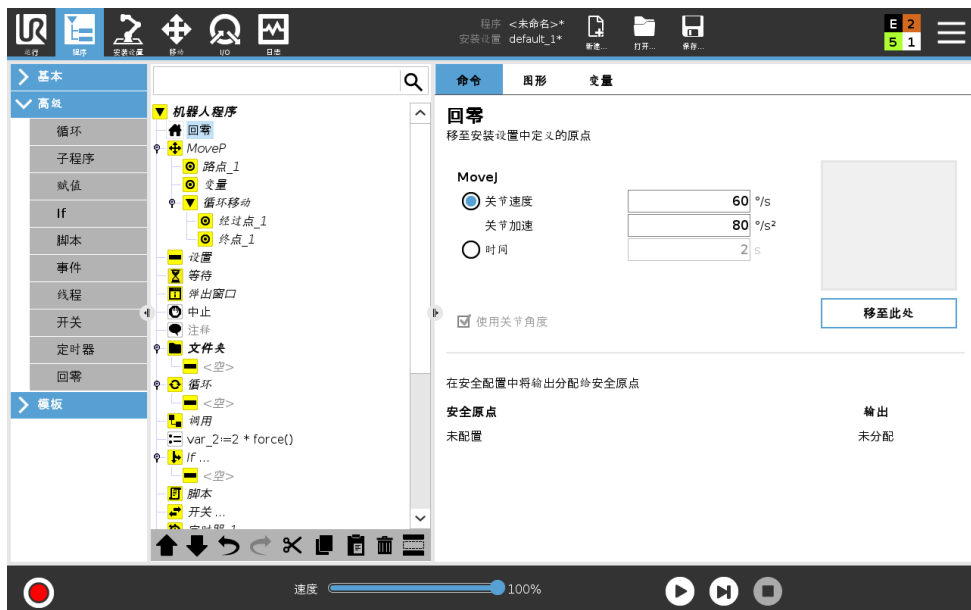 程序 <未命名>*
安装设置 default_1*
新建...
打开...
保存...
E 2
5 1
UR
运行
程序
安装设置
移动
I/O
日志
基本
高级
循环
子程序
赋值
If
脚本
事件
线程
开关
定时器
回零
模板
机器人程序
回零
MoveP
路点_1
变量
循环移动
经过点_1
终点_1
设置
等待
弹出窗口
中止
注释
文件夹
<空>
循环
<空>
调用
var_2:=2 * force()
If ...
<空>
脚本
开关 ...
定时器_1
命令
图形
变量
回零
移至安装设置中定义的原点
MoveJ
关节速度 60 °/s
关节加速 80 °/s²
时间 2 s
移至此处
使用关节角度
在安全配置中将输出分配给安全原点
安全原点 输出
未配置 未分配
速度 100%